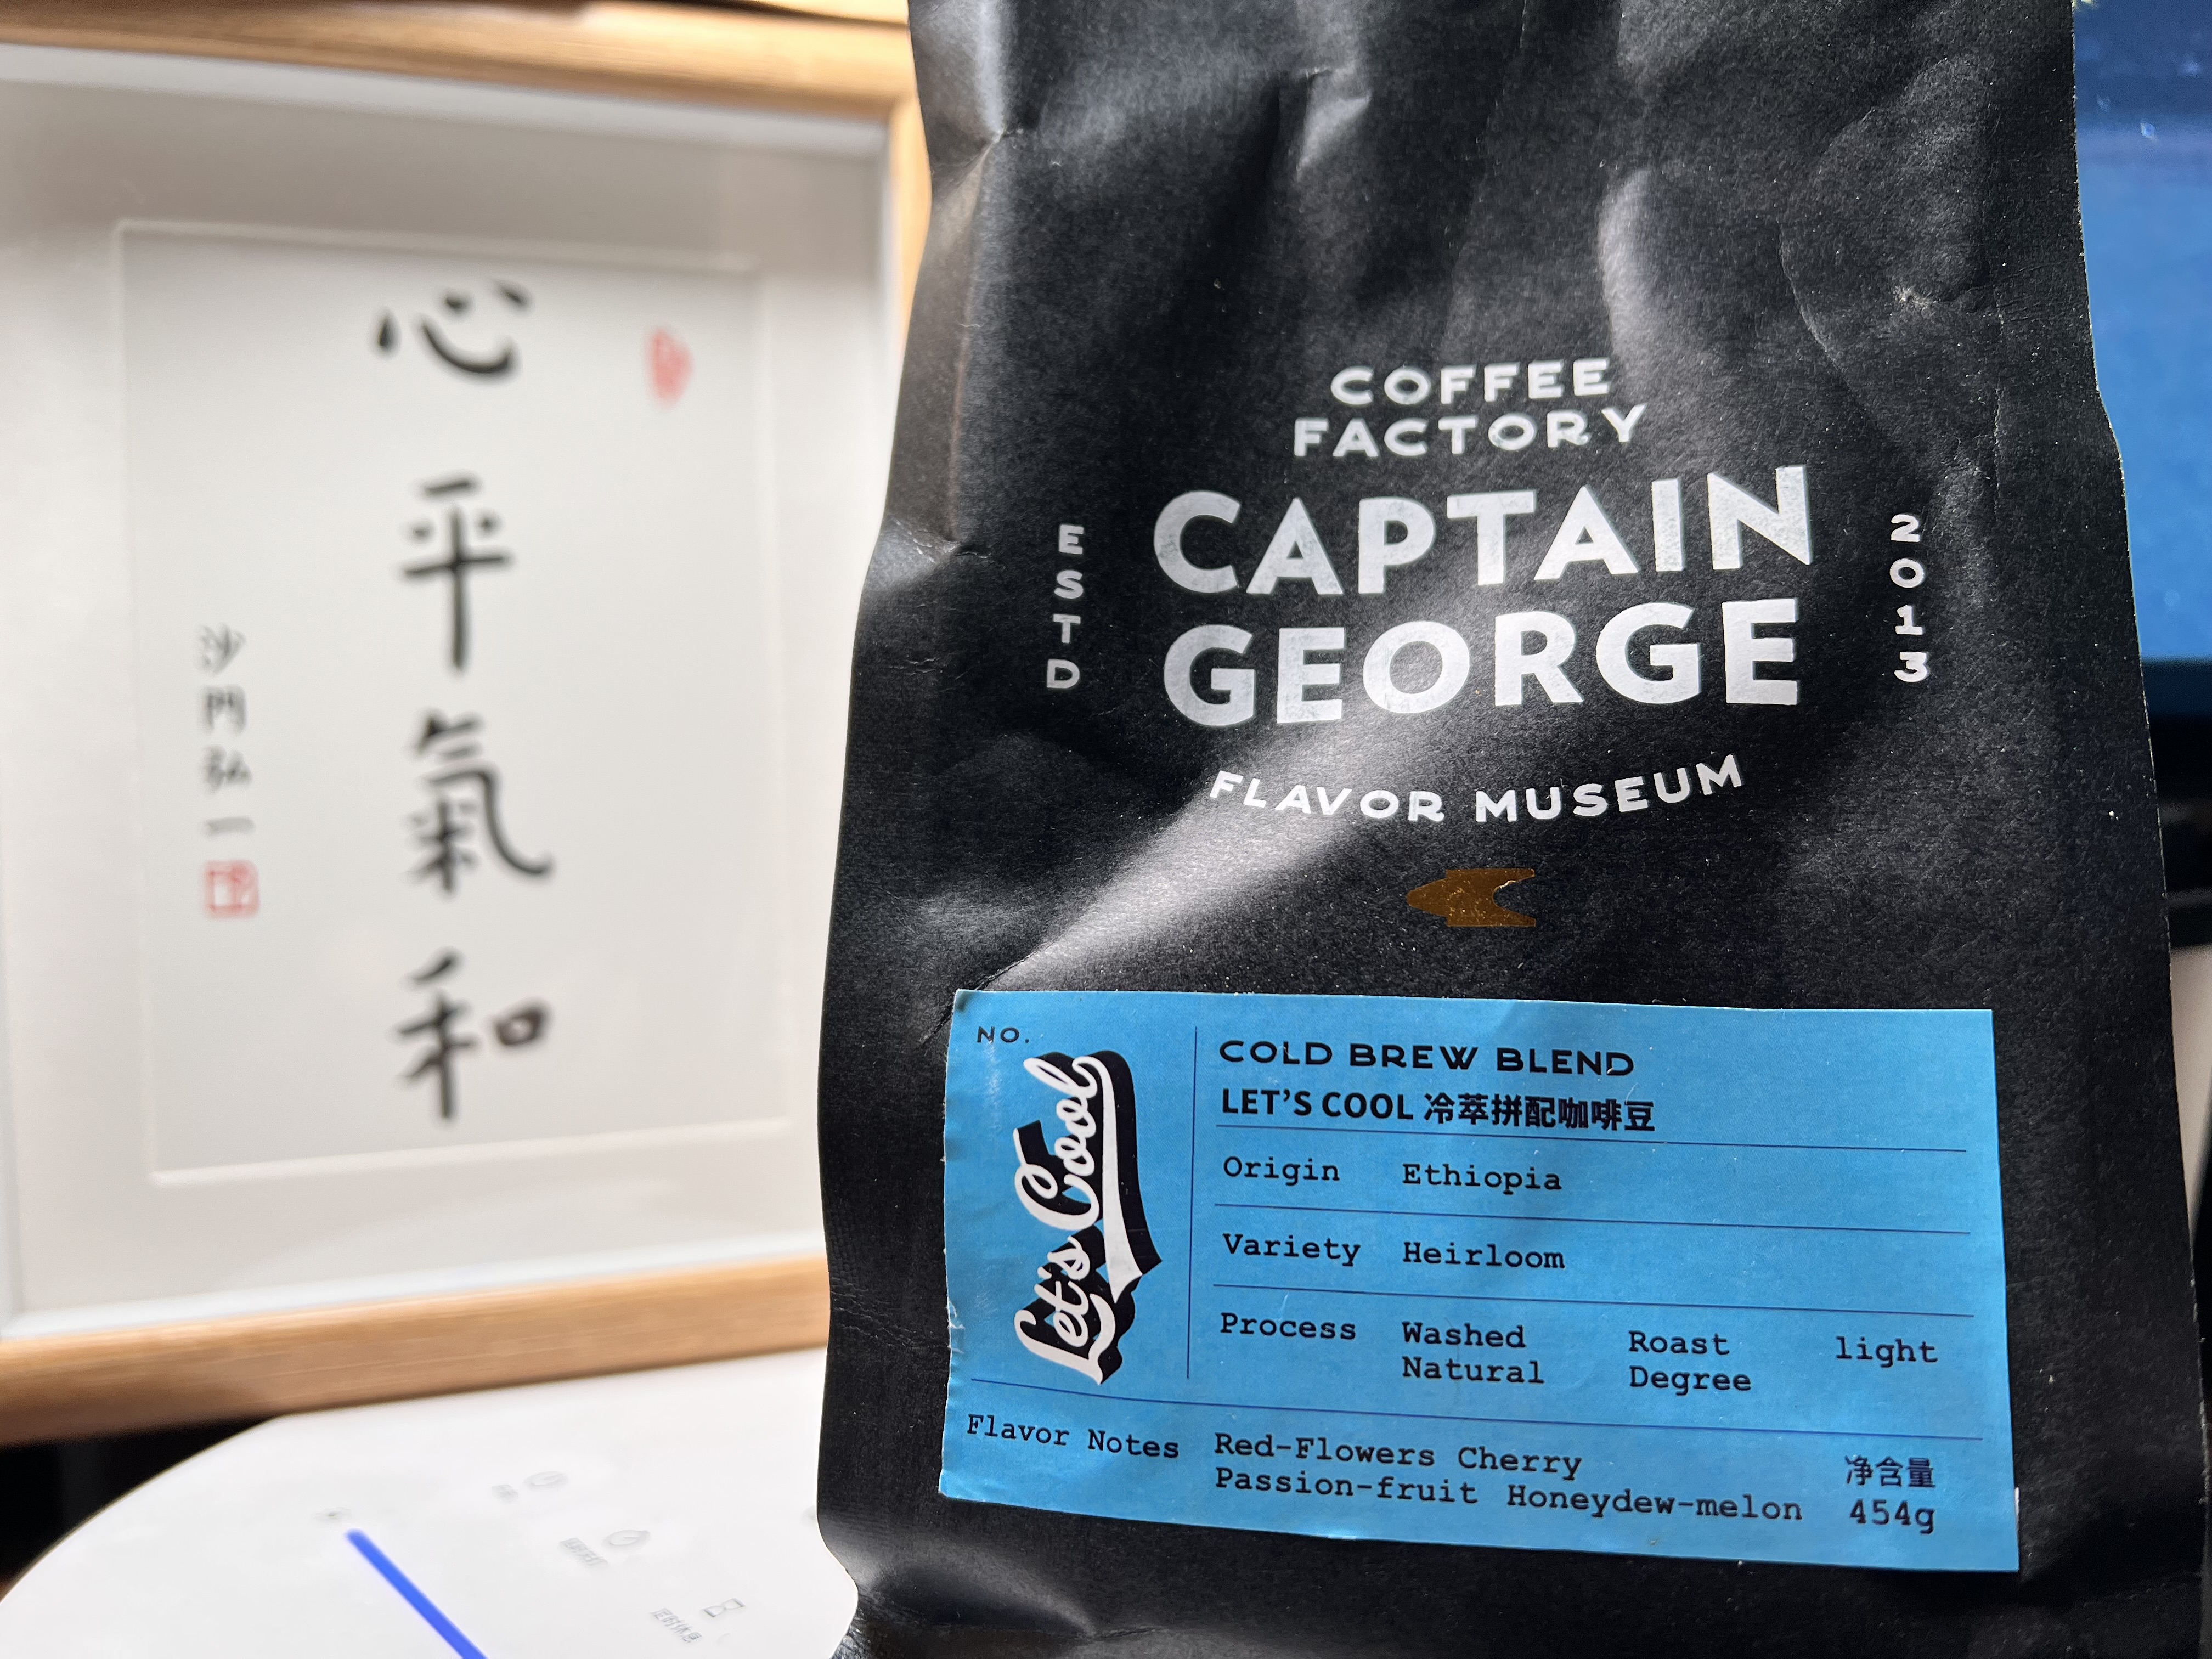 心平氣和
沙門弘一
COFFEE
FACTORY
CAPTAIN
GEORGE
ESTD
2013
FLAVOR MUSEUM
NO.
Let's Cool
COLD BREW BLEND
LET'S COOL 冷萃拼配咖啡豆
Origin Ethiopia
Variety Heirloom
Process Washed Natural Roast Degree light
Flavor Notes Red-Flowers Cherry
Passion-fruit Honeydew-melon
净含量
454g